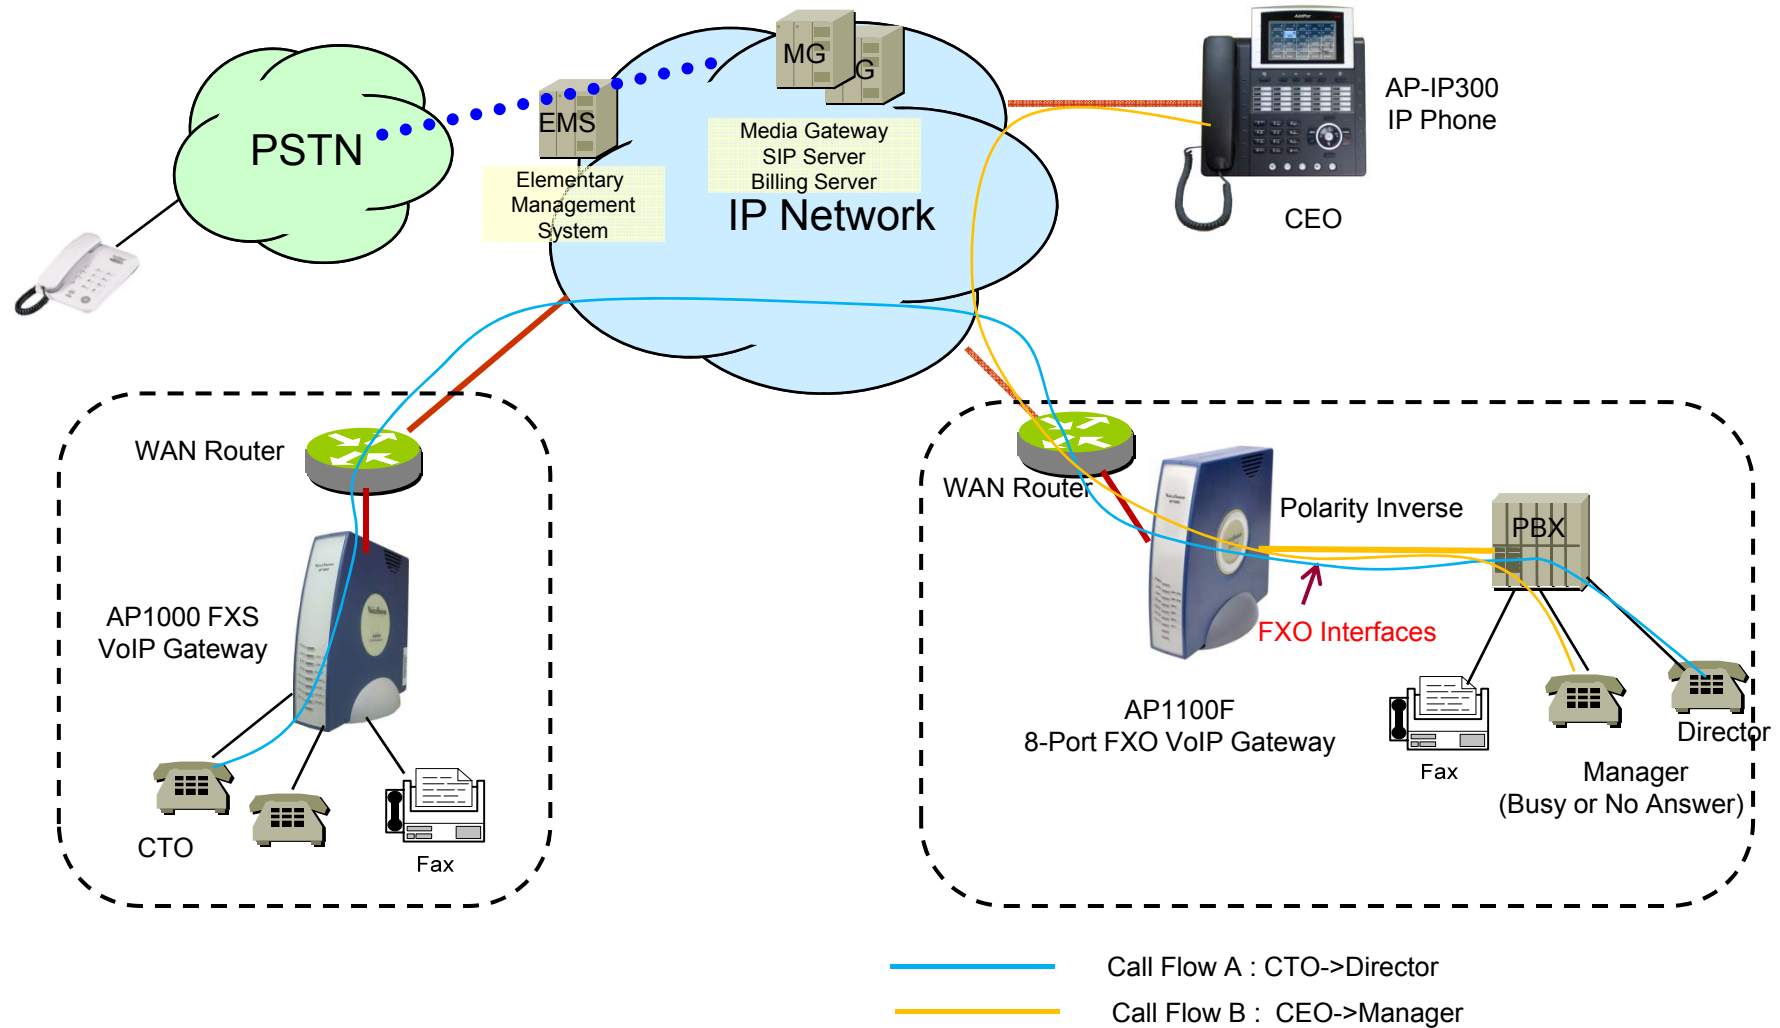 MG
G
EMS
PSTN
Media Gateway
SIP Server
Billing Server
Elementary
Management
System
IP Network
AddPac
AP-IP300
IP Phone
CEO
WAN Router
AP1000 FXS
VoIP Gateway
CTO
Fax
WAN Router
Polarity Inverse
PBX
FXO Interfaces
AP1100F
8-Port FXO VoIP Gateway
Fax
Director
Manager
(Busy or No Answer)
Call Flow A : CTO->Director
Call Flow B : CEO->Manager